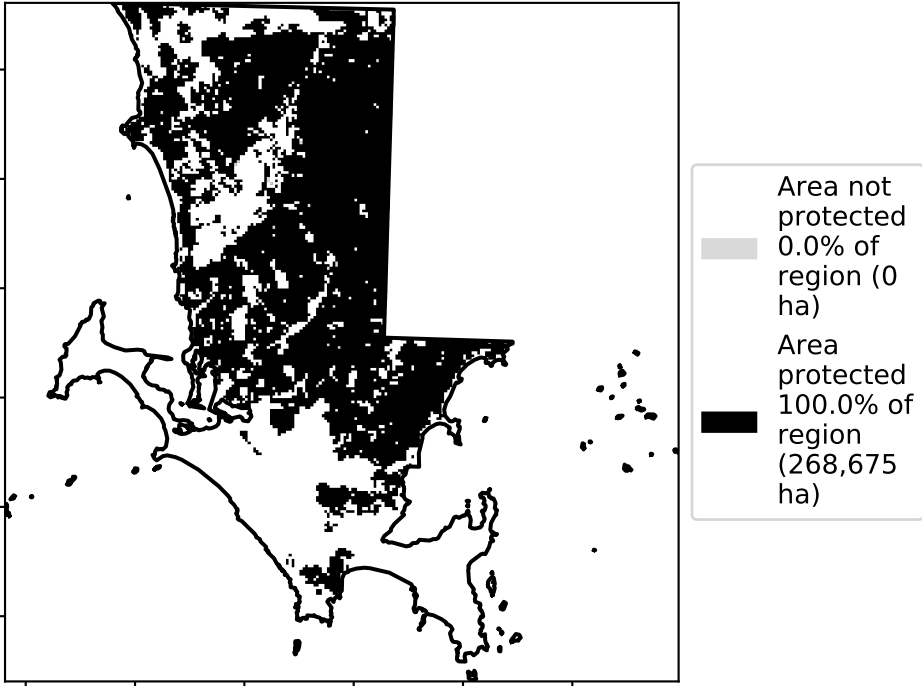 Area not
protected
0.0% of
region (0
ha)
Area
protected
100.0% of
region
(268,675
ha)